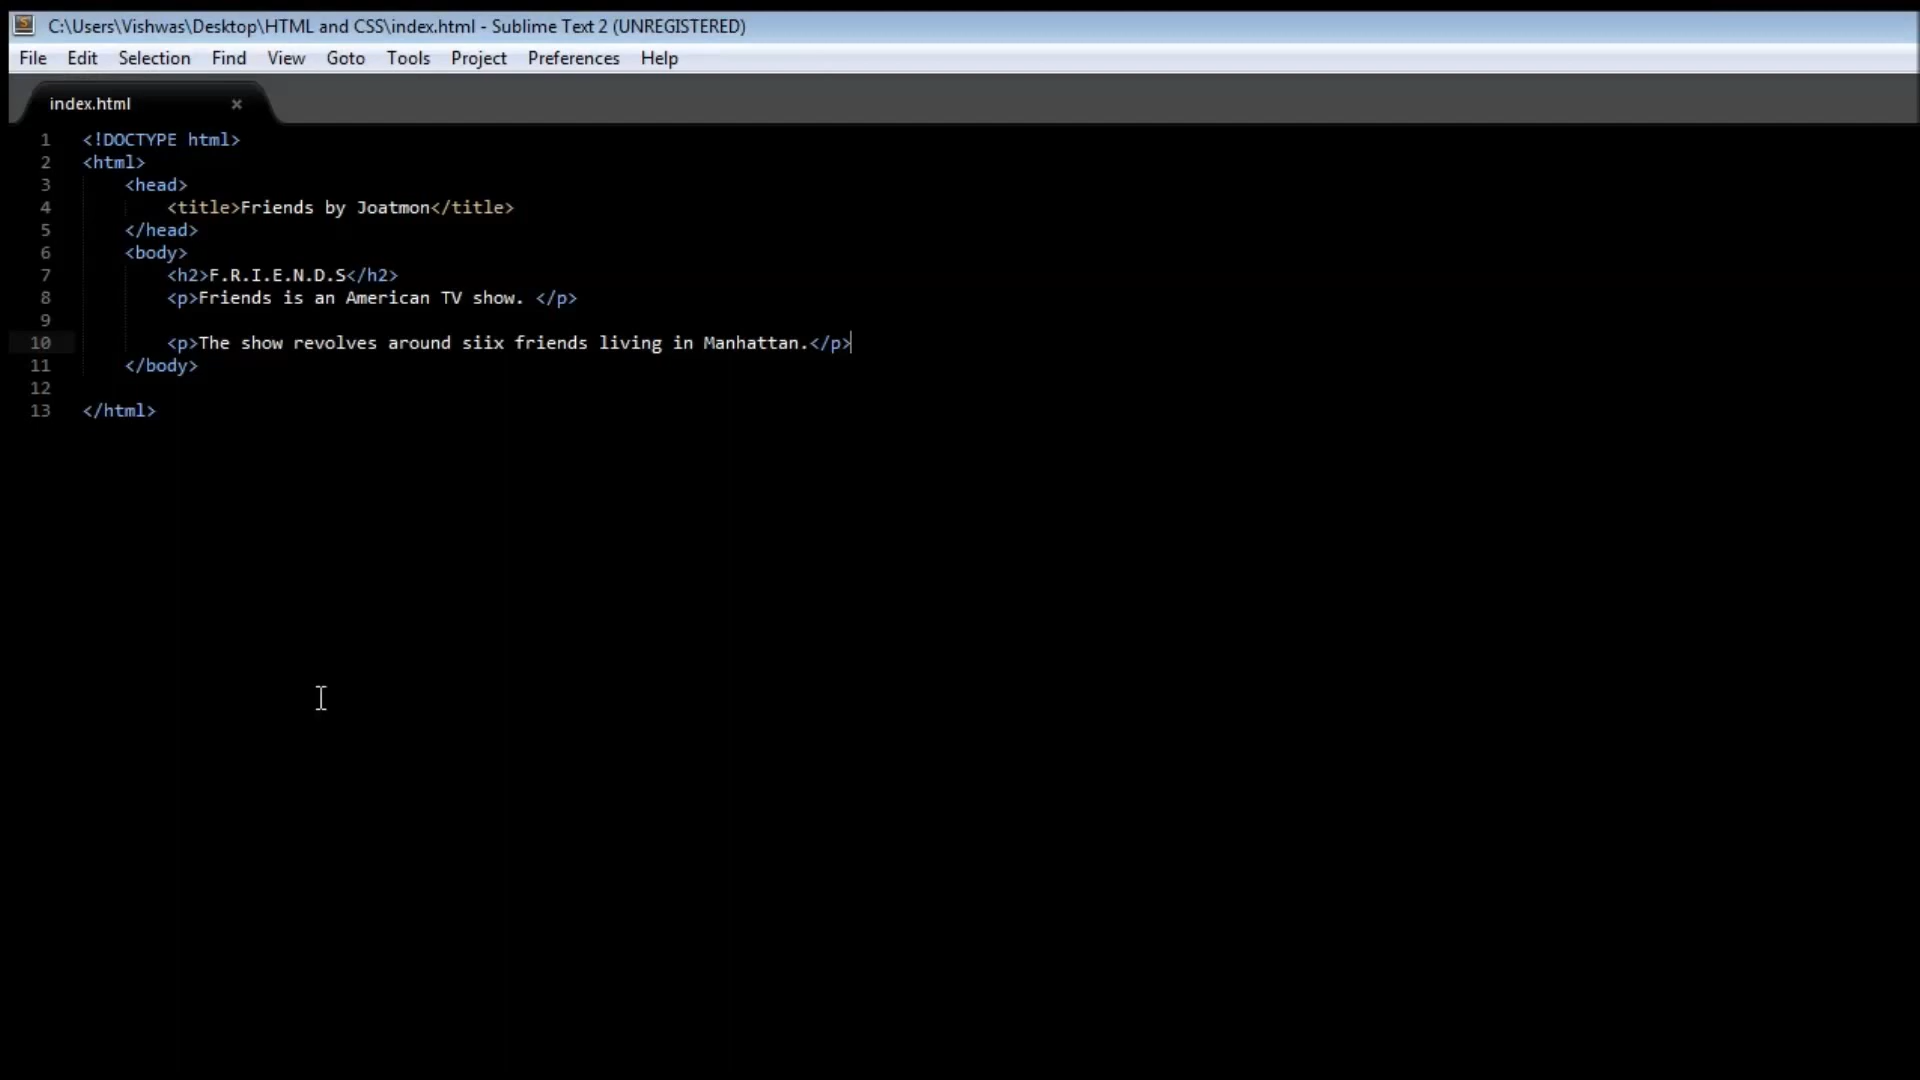 C:\Users\Vishwas\Desktop\HTML and CSS\index.html - Sublime Text 2 (UNREGISTERED)
File Edit Selection Find View Goto Tools Project Preferences Help
index.html ×
1 <!DOCTYPE html>
2 <html>
3 <head>
4 <title>Friends by Joatmon</title>
5 </head>
6 <body>
7 <h2>F.R.I.E.N.D.S</h2>
8 <p>Friends is an American TV show. </p>
9
10 <p>The show revolves around siix friends living in Manhattan.</p>
11 </body>
12
13 </html>